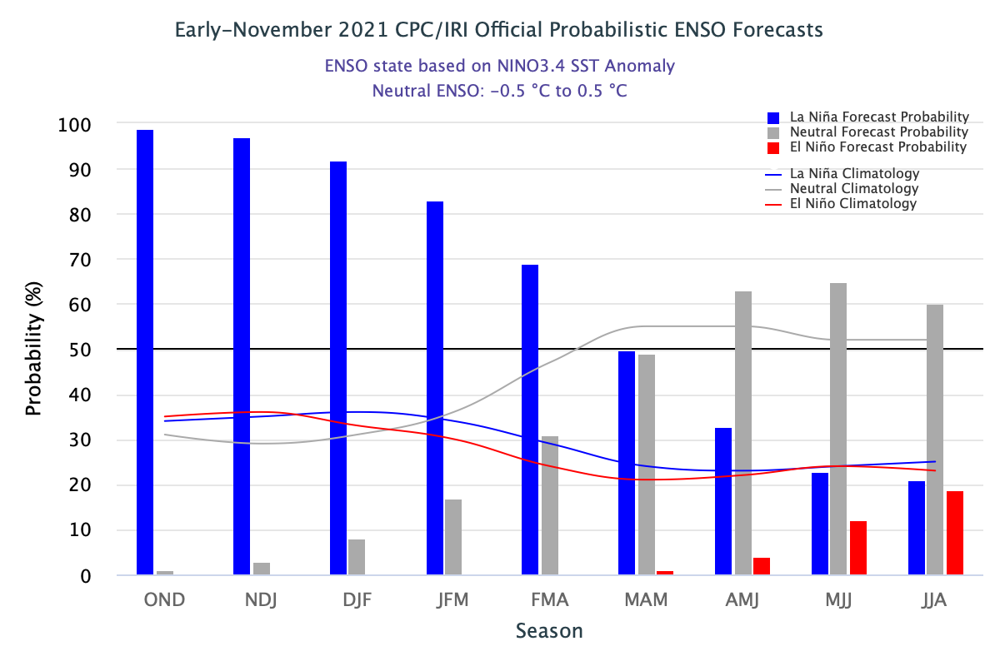 Early-November 2021 CPC/IRI Official Probabilistic ENSO Forecasts
ENSO state based on NINO3.4 SST Anomaly
Neutral ENSO: -0.5 °C to 0.5 °C
La Niña Forecast Probability
Neutral Forecast Probability
El Niño Forecast Probability
La Niña Climatology
Neutral Climatology
El Niño Climatology
Probability (%)
100
90
80
70
60
50
40
30
20
10
0
OND NDJ DJF JFM FMA MAM AMJ MJJ JJA
Season